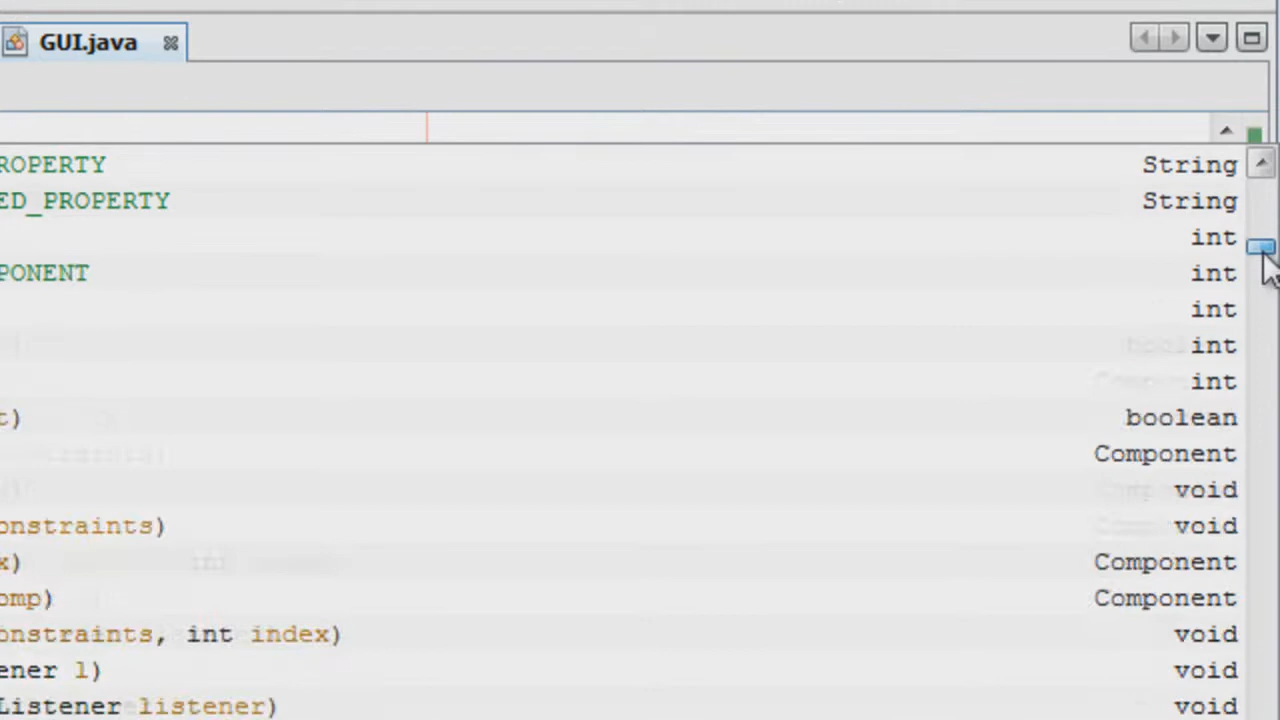 GUI.java
ROPERTY String
ED_PROPERTY String
int
PONENT int
int
int
int
t) boolean
Component
void
onstraints) void
x) Component
omp) Component
onstraints, int index) void
ener l) void
Listener listener) void